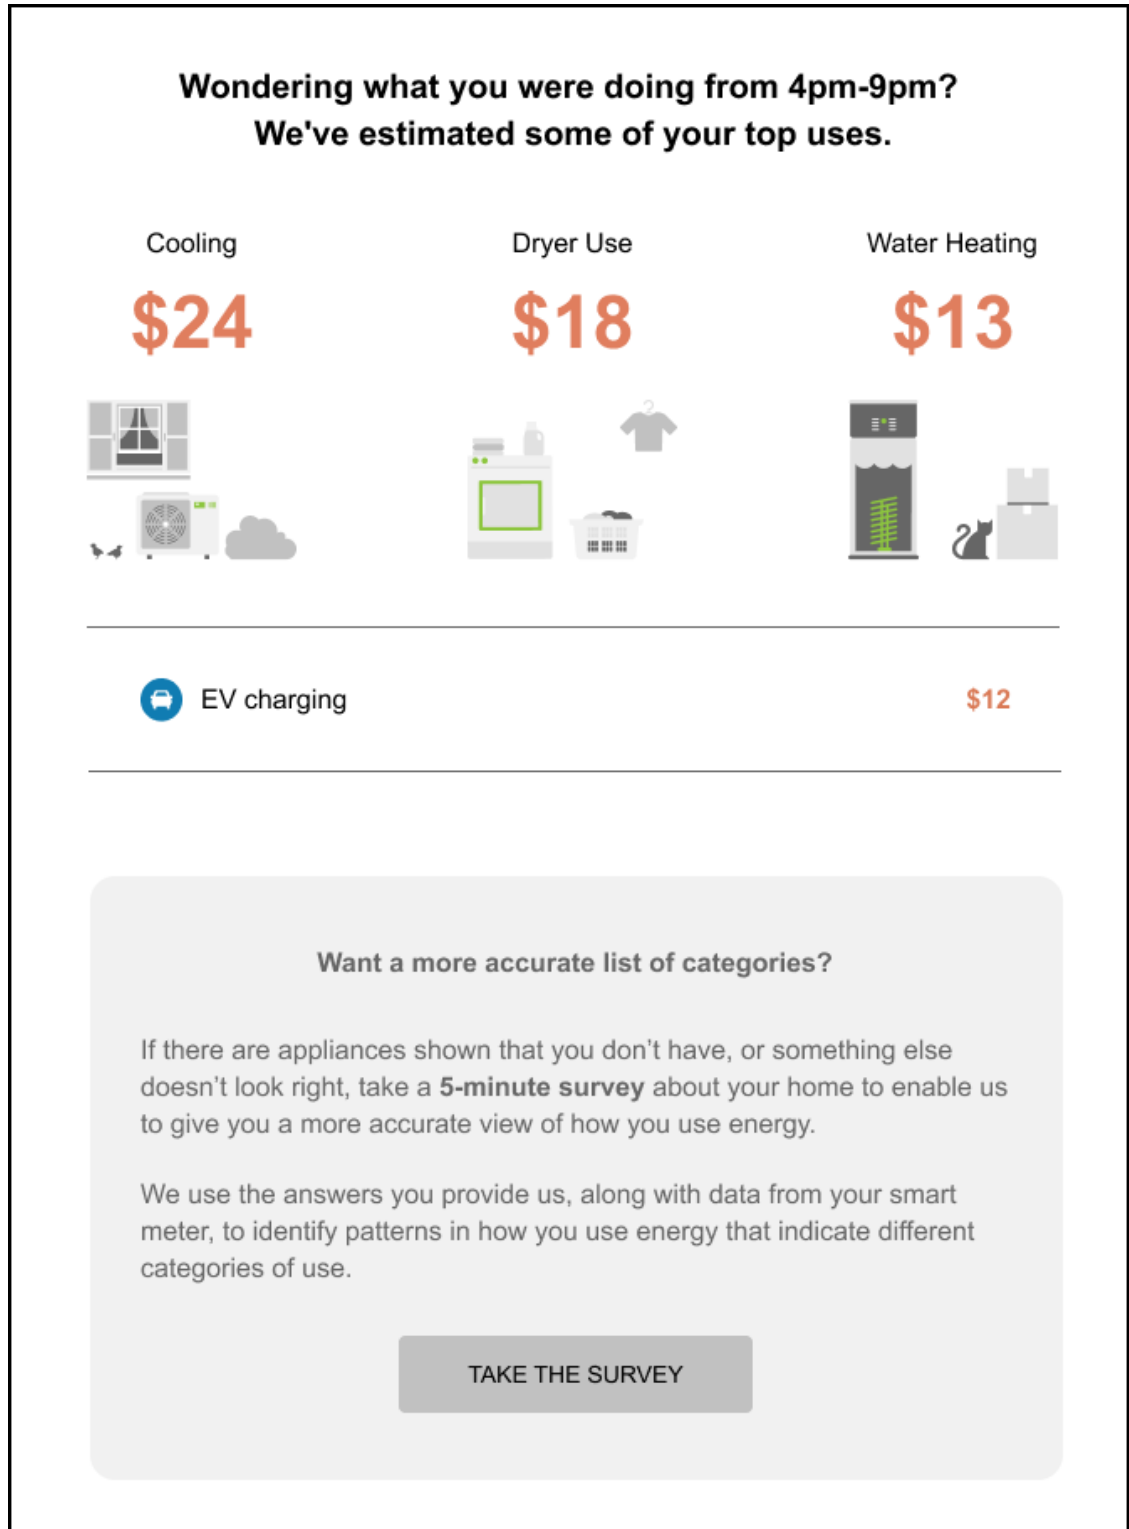 Wondering what you were doing from 4pm-9pm?
We've estimated some of your top uses.
Cooling
Dryer Use
Water Heating
$24
$18
$13
EV charging
$12
Want a more accurate list of categories?
If there are appliances shown that you don’t have, or something else
doesn’t look right, take a 5-minute survey about your home to enable us
to give you a more accurate view of how you use energy.
We use the answers you provide us, along with data from your smart
meter, to identify patterns in how you use energy that indicate different
categories of use.
TAKE THE SURVEY